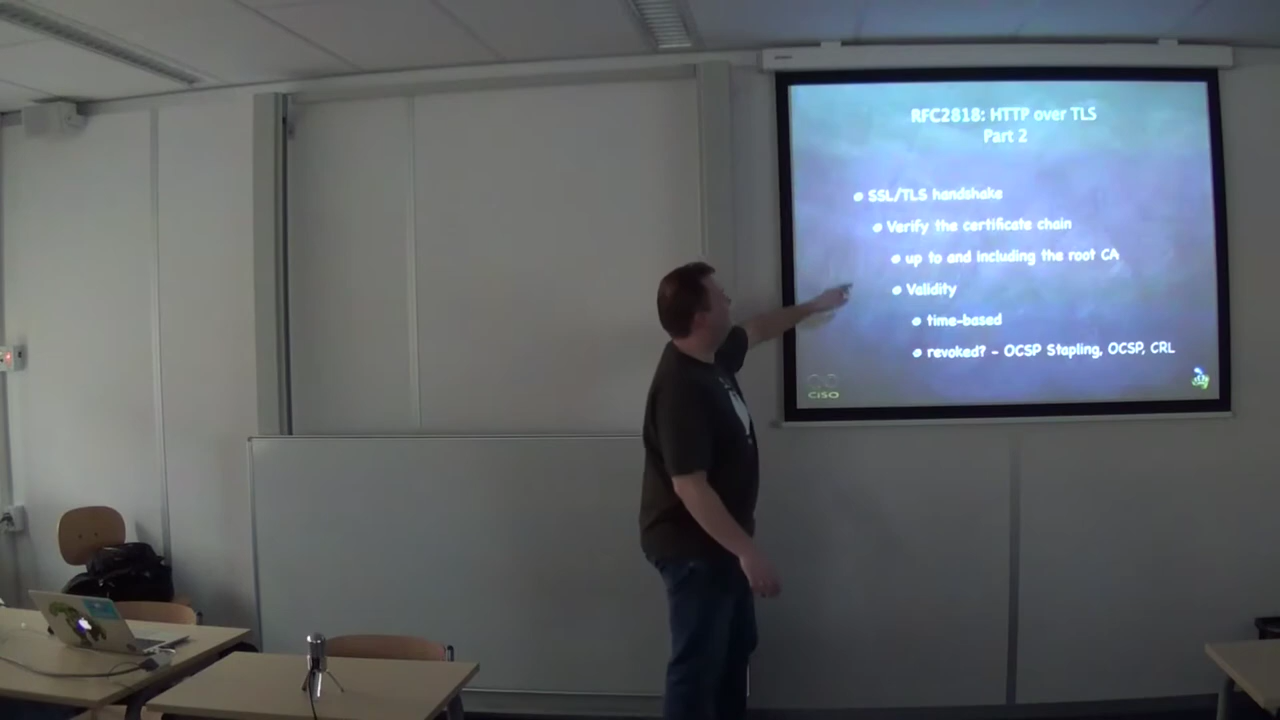 RFC2818: HTTP over TLS
Part 2
SSL/TLS handshake
Verify the certificate chain
up to and including the root CA
Validity
time-based
revoked? - OCSP Stapling, OCSP, CRL
CISO